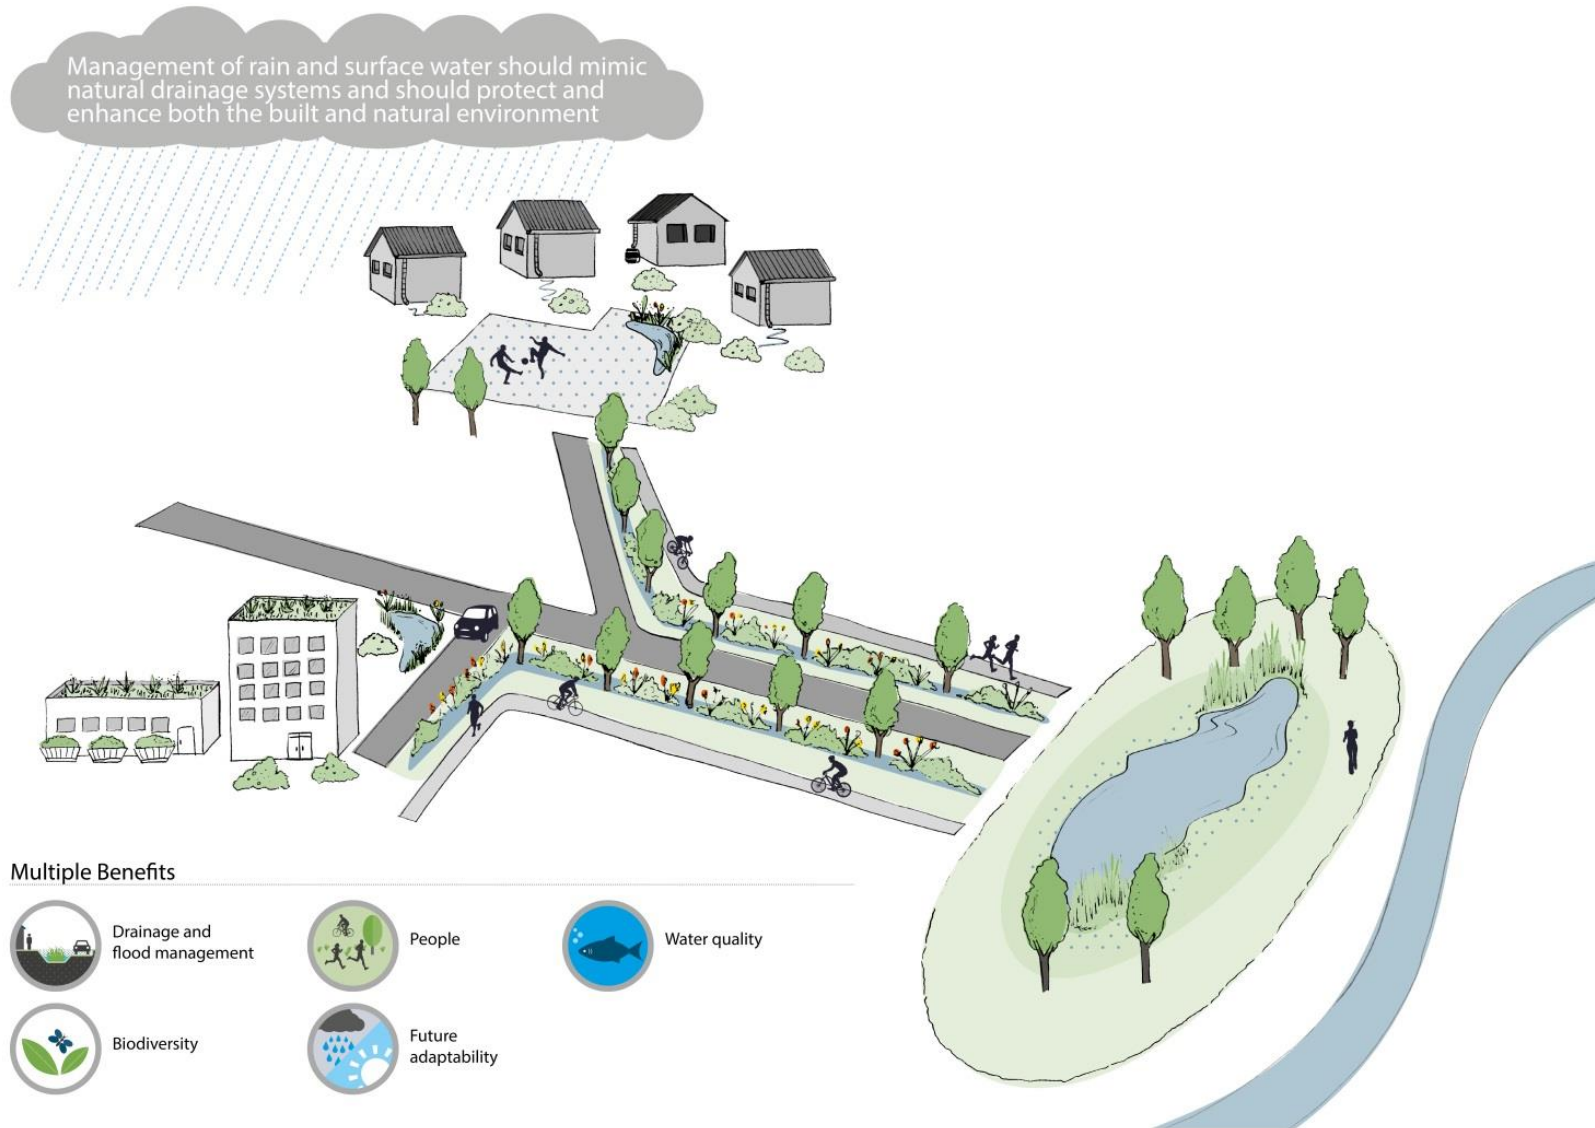 Management of rain and surface water should mimic
natural drainage systems and should protect and
enhance both the built and natural environment
Multiple Benefits
Drainage and
flood management
People
Water quality
Biodiversity
Future
adaptability